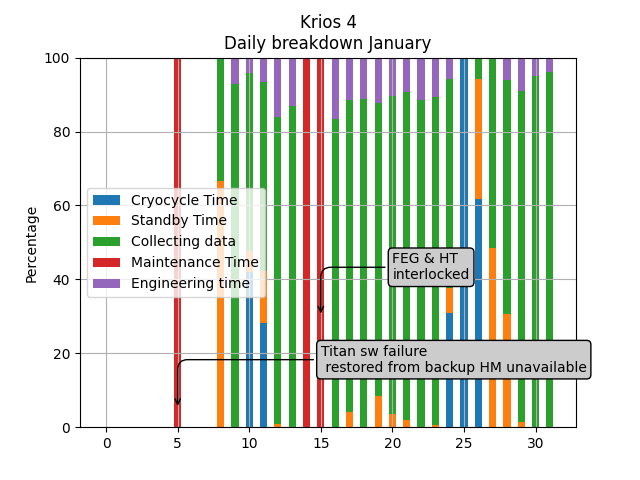 Krios 4
Daily breakdown January
100
80
60
40
20
0
Percentage
Cryocycle Time
Standby Time
Collecting data
Maintenance Time
Engineering time
FEG & HT
interlocked
Titan sw failure
restored from backup HM unavailable
0 5 10 15 20 25 30